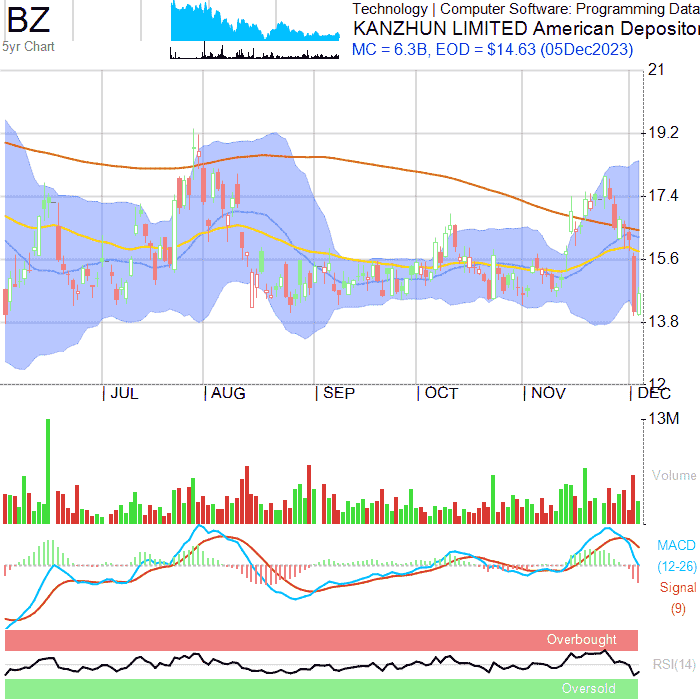 BZ
5yr Chart
Technology | Computer Software: Programming Data
KANZHUN LIMITED American Depositor
MC = 6.3B, EOD = $14.63 (05Dec2023)
21
19.2
17.4
15.6
13.8
12
JUL
AUG
SEP
OCT
NOV
DEC
13M
Volume
MACD
(12-26)
Signal
(9)
Overbought
RSI(14)
Oversold